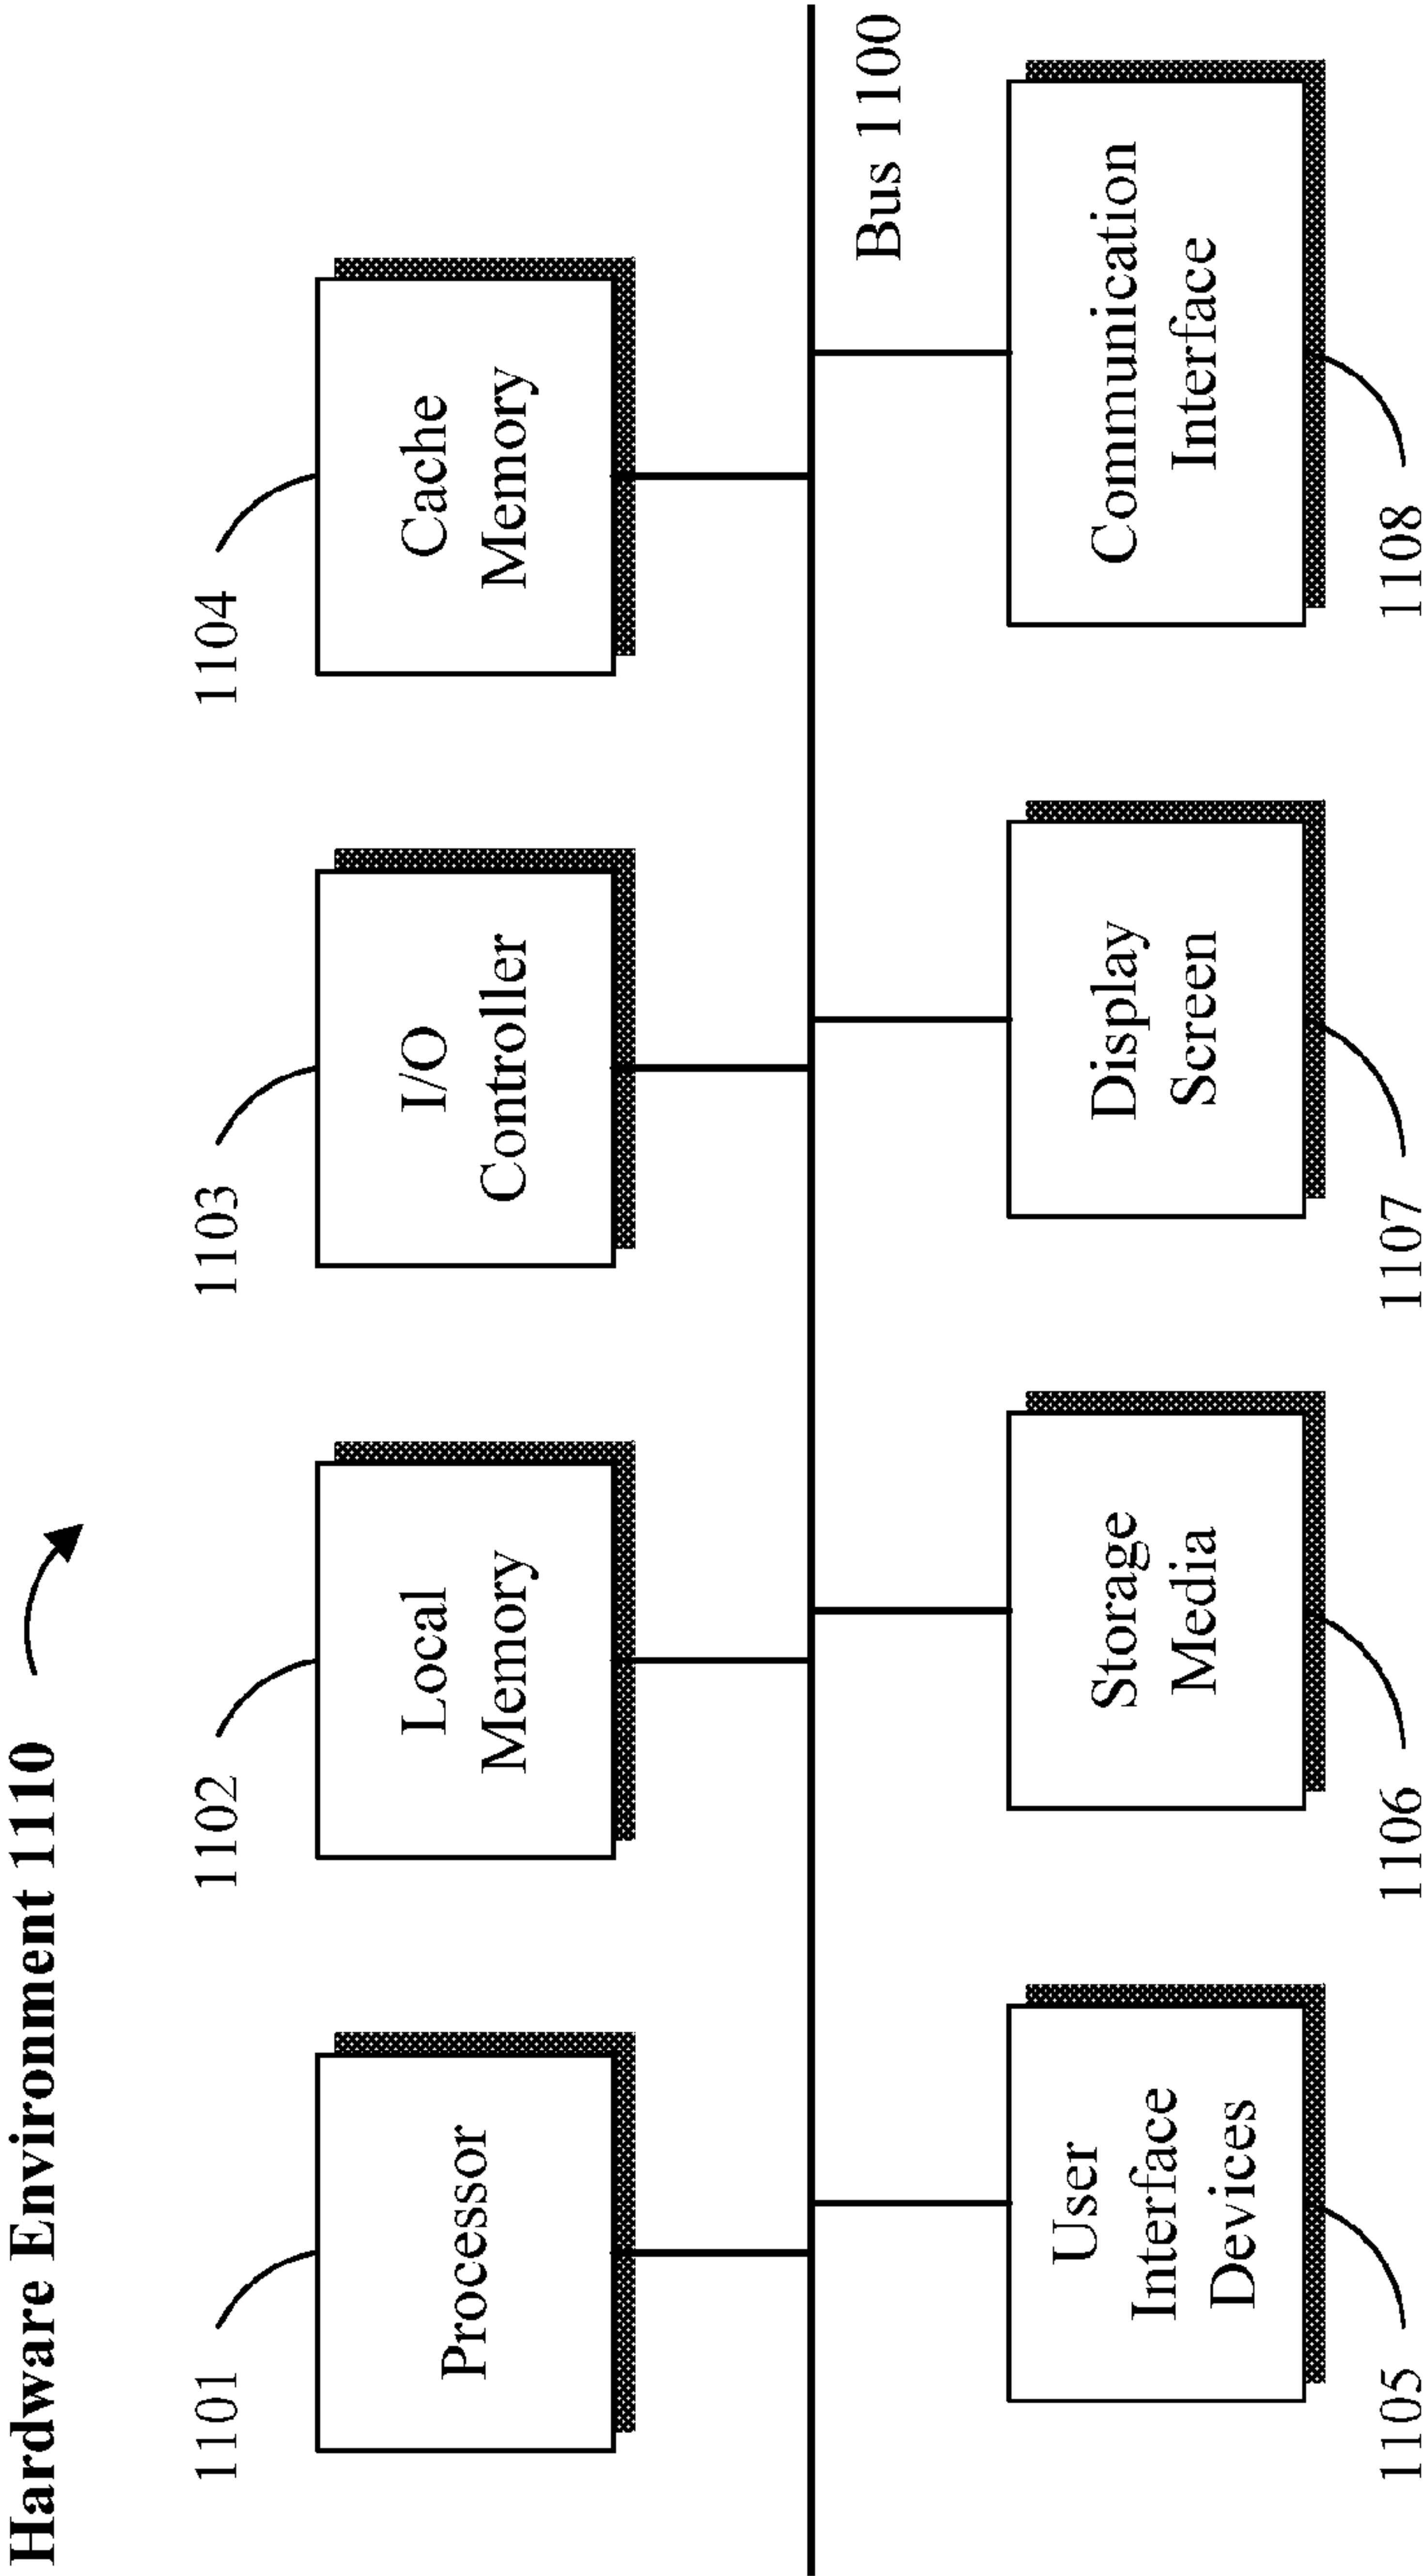 Hardware Environment 1110
1101
Processor
1102
Local
Memory
1103
I/O
Controller
1104
Cache
Memory
Bus 1100
User
Interface
Devices
1105
Storage
Media
1106
Display
Screen
1107
Communication
Interface
1108